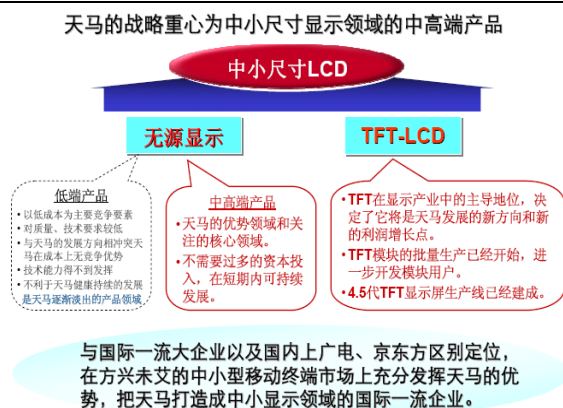 天马的战略重心为中小尺寸显示领域的中高端产品
中小尺寸LCD
无源显示
TFT-LCD
低端产品
• 以低成本为主要竞争要素
• 对质量、技术要求较低
• 与天马的发展方向相冲突天
马在成本上无竞争优势
• 技术能力得不到发挥
• 不利于天马健康持续的发展
是天马逐渐淡出的产品领域
中高端产品
• 天马的优势领域和关
注的核心领域。
• 不需要过多的资本投
入，在短期内可持续
发展。
• TFT在显示产业中的主导地位，决
定了它将是天马发展的新方向和新
的利润增长点。
• TFT模块的批量生产已经开始，进
一步开发模块用户。
• 4.5代TFT显示屏生产线已经建成。
与国际一流大企业以及国内上广电、京东方区别定位，
在方兴未艾的中小型移动终端市场上充分发挥天马的优
势，把天马打造成中小显示领域的国际一流企业。